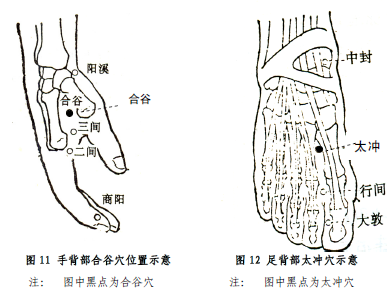 阳溪
合谷
合谷
三间
二间
商阳
图 11 手背部合谷穴位置示意
注： 图中黑点为合谷穴
中封
太冲
行间
大敦
图 12 足背部太冲穴示意
注： 图中黑点为太冲穴